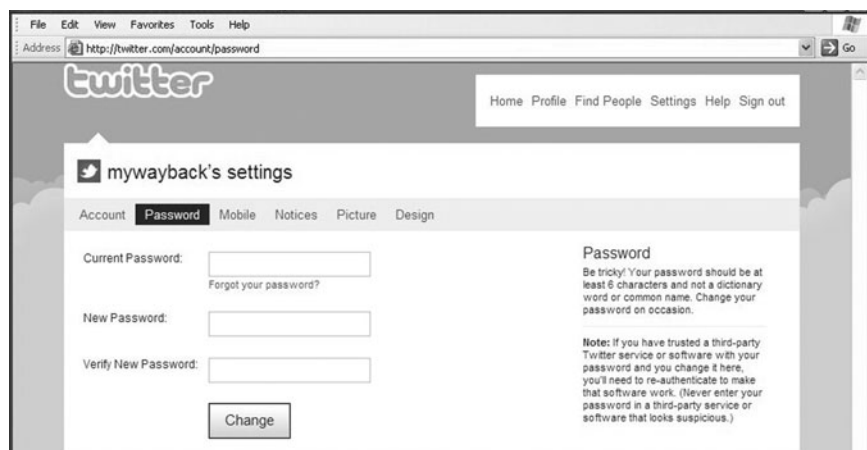 File Edit View Favorites Tools Help
Address http://twitter.com/account/password Go
twitter
Home Profile Find People Settings Help Sign out
mywayback's settings
Account Password Mobile Notices Picture Design
Current Password:
Forgot your password?
New Password:
Verify New Password:
Change
Password
Be tricky! Your password should be at
least 6 characters and not a dictionary
word or common name. Change your
password on occasion.
Note: If you have trusted a third-party
Twitter service or software with your
password and you change it here,
you'll need to re-authenticate to make
that software work. (Never enter your
password in a third-party service or
software that looks suspicious.)